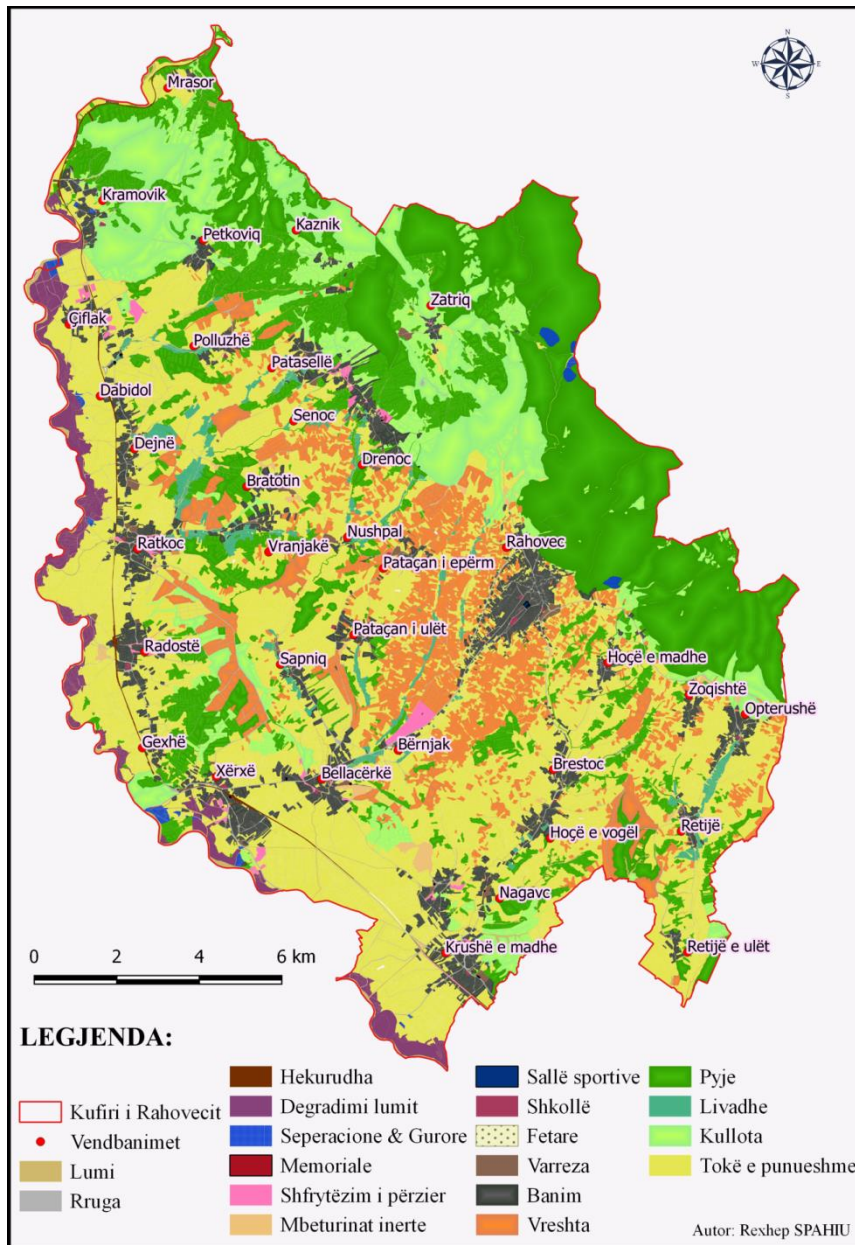 N
W
E
S
Mrasor
Kramovik
Kaznik
Petkoviq
Zatriq
Çiflak
Polluzhë
Patasellë
Dabidol
Senoc
Dejnë
Drenoc
Bratotin
Nushpal
Ratkoc
Vranjakë
Rahovec
Pataçan i epërm
Pataçan i ulët
Radostë
Sapniq
Hoçë e madhe
Zoqishtë
Opterushë
Gexhë
Bërnjak
Xërxë
Bellacërkë
Brestoc
Hoçë e vogël
Retijë
Nagavc
Krushë e madhe
Retijë e ulët
0 2 4 6 km
LEGJENDA:
Kufiri i Rahovecit
Vendbanimet
Lumi
Rruga
Hekurudha
Degradimi lumit
Seperacione & Gurore
Memoriale
Shfrytëzim i përzier
Mbeturinat inerte
Sallë sportive
Shkollë
Fetare
Varreza
Banim
Vreshta
Pyje
Livadhe
Kullota
Tokë e punueshme
Autor: Rexhep SPAHIU